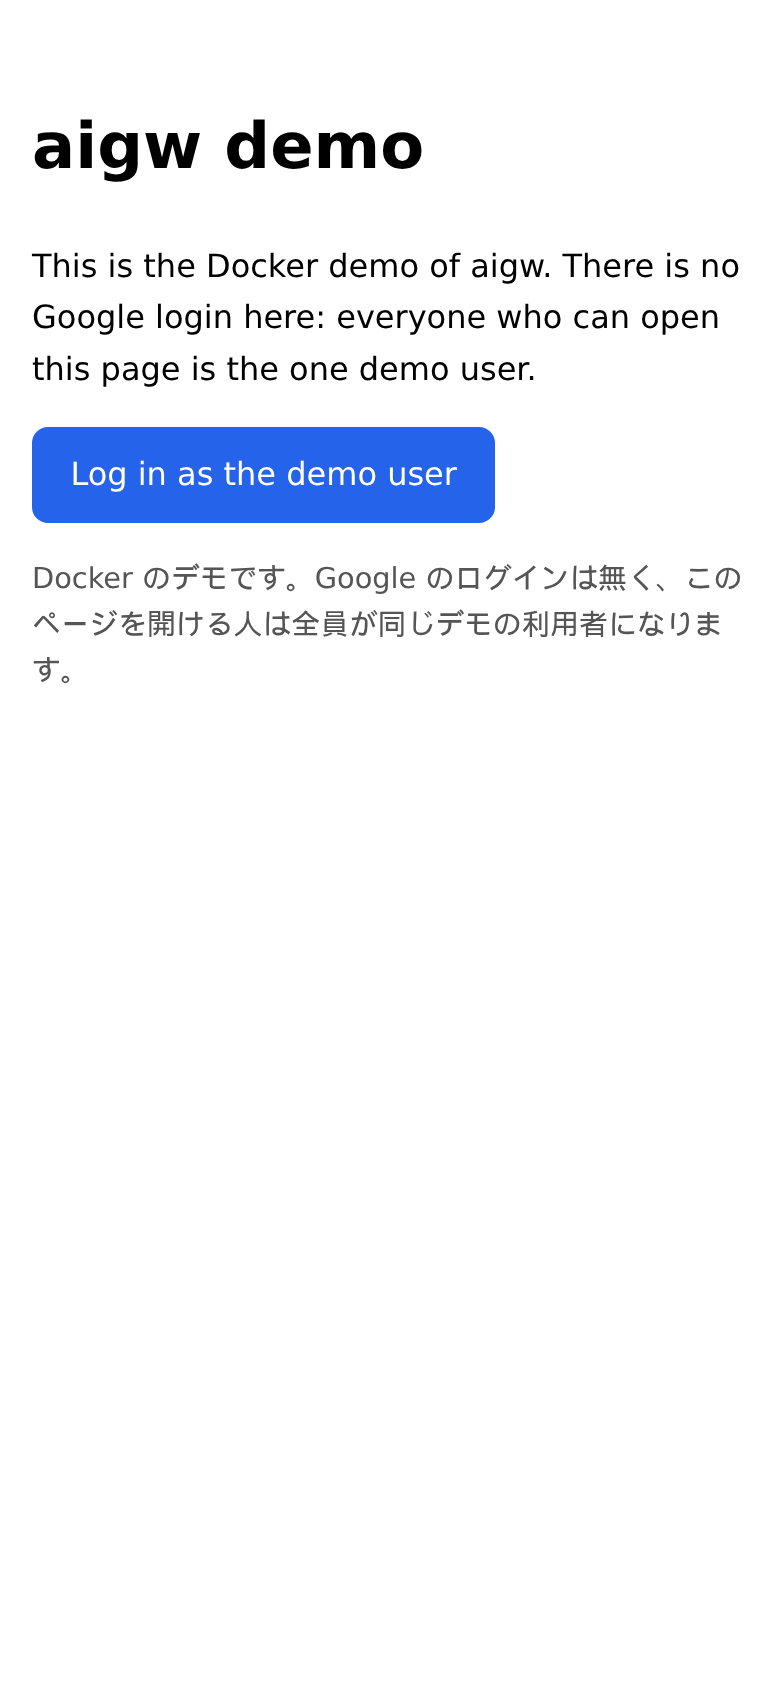 aigw demo
This is the Docker demo of aigw. There is no
Google login here: everyone who can open
this page is the one demo user.
Log in as the demo user
Docker のデモです。Google のログインは無く、この
ページを開ける人は全員が同じデモの利用者になりま
す。